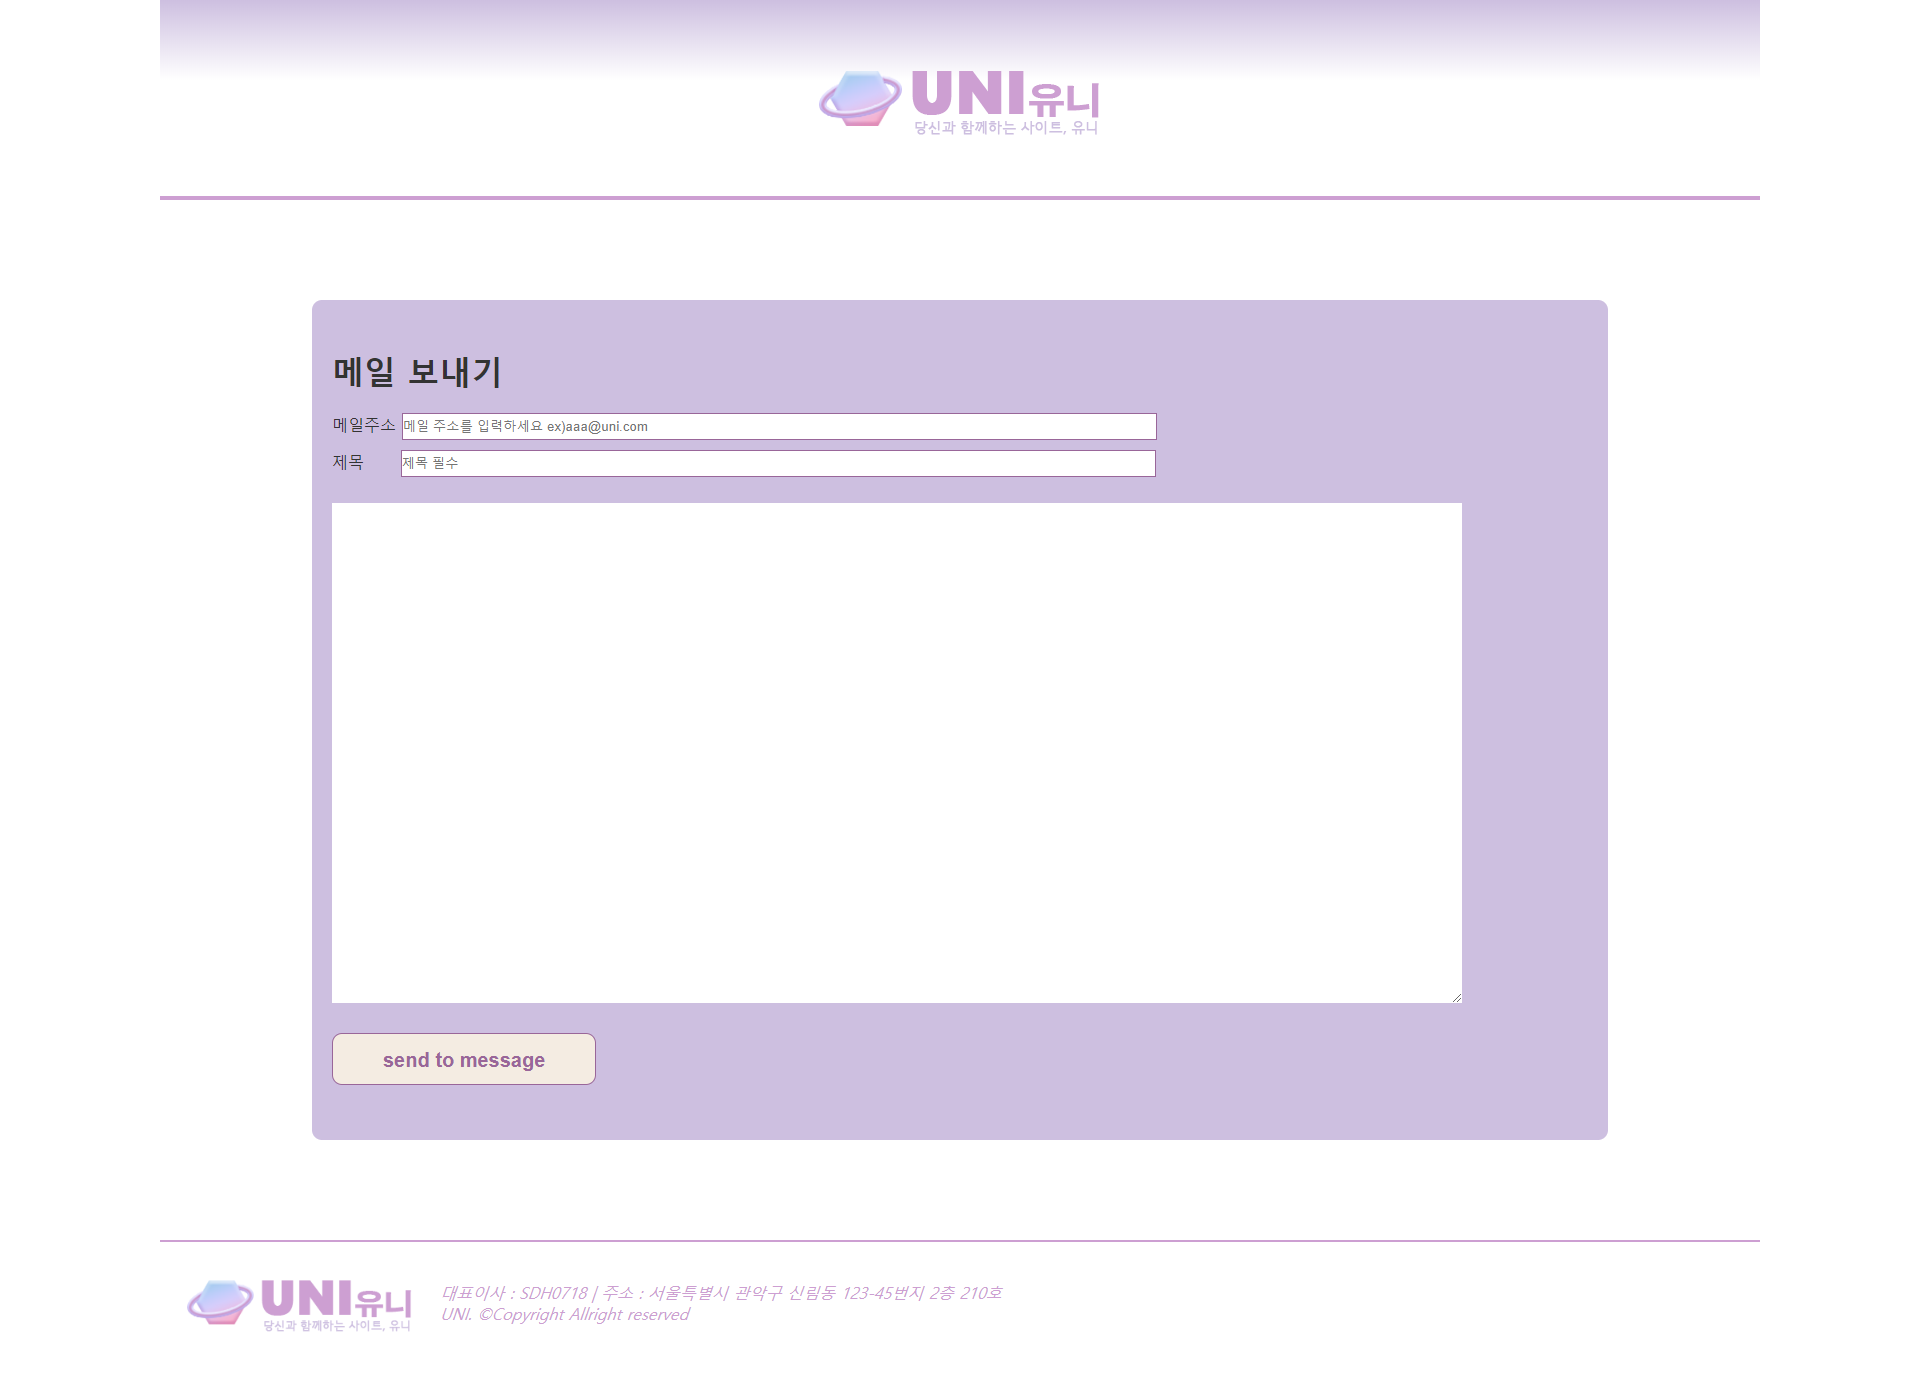 UNI유니
당신과 함께하는 사이트, 유니
메일 보내기
메일주소 메일 주소를 입력하세요 ex)aaa@uni.com
제목 제목 필수
send to message
UNI유니
당신과 함께하는 사이트, 유니
대표이사 : SDH0718 | 주소 : 서울특별시 관악구 신림동 123-45번지 2층 210호
UNI. ©Copyright Allright reserved